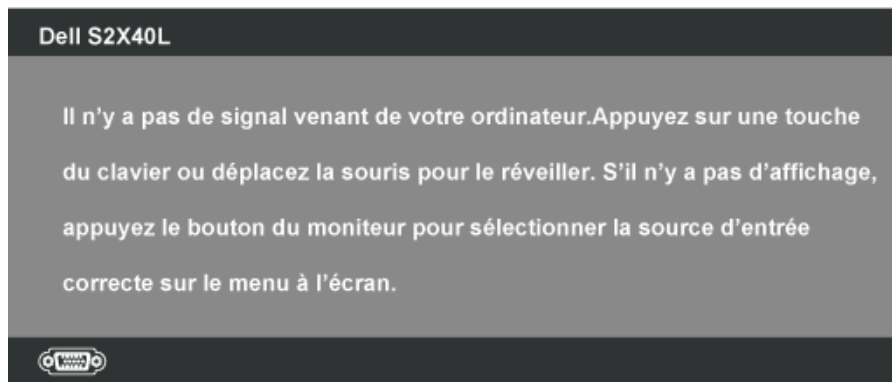 Dell S2X40L
Il n’y a pas de signal venant de votre ordinateur.Appuyez sur une touche
du clavier ou déplacez la souris pour le réveiller. S’il n’y a pas d’affichage,
appuyez le bouton du moniteur pour sélectionner la source d’entrée
correcte sur le menu à l’écran.